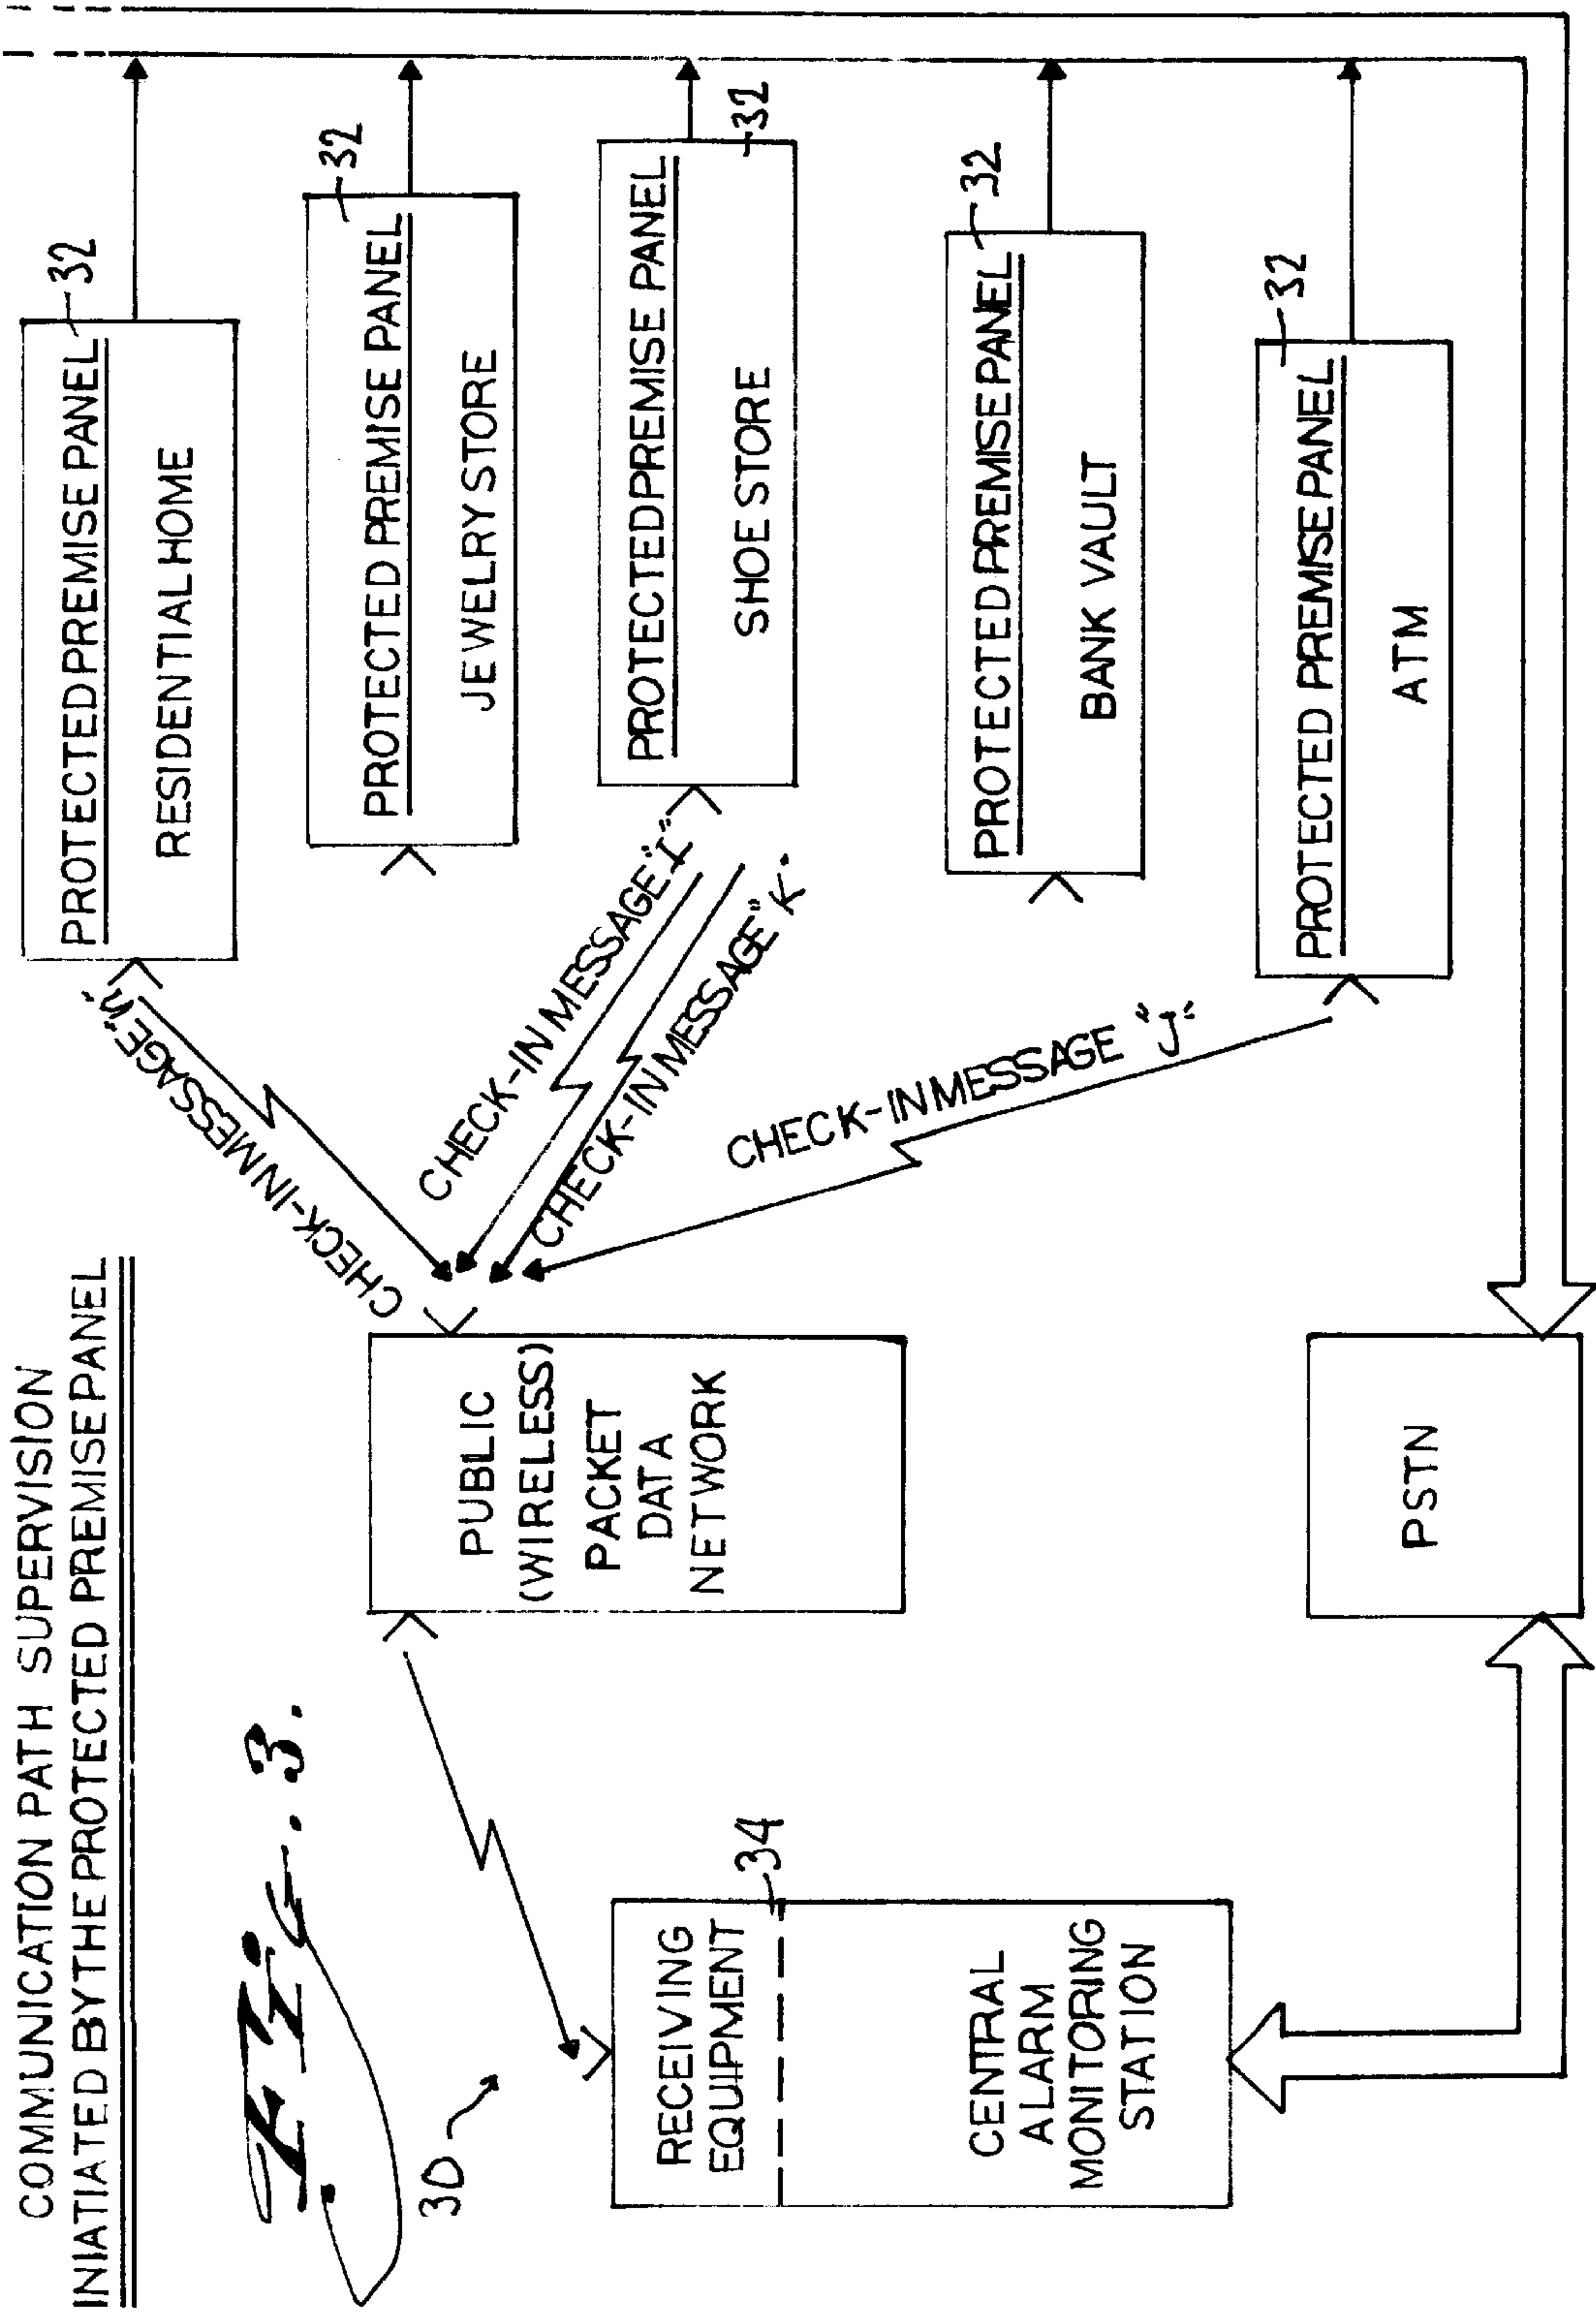 COMMUNICATION PATH SUPERVISION
INIATIATED BY THE PROTECTED PREMISE PANEL
Fig. 3.
30
RECEIVING
EQUIPMENT
34
CENTRAL
ALARM
MONITORING
STATION
PUBLIC
(WIRELESS)
PACKET
DATA
NETWORK
PSTN
CHECK-IN MESSAGE "n"
CHECK-IN MESSAGE "I"
CHECK-IN MESSAGE "K"
CHECK-IN MESSAGE "J"
PROTECTED PREMISE PANEL
32
RESIDENTIAL HOME
PROTECTED PREMISE PANEL
32
JEWELRY STORE
PROTECTED PREMISE PANEL
32
SHOE STORE
PROTECTED PREMISE PANEL
32
BANK VAULT
PROTECTED PREMISE PANEL
32
ATM